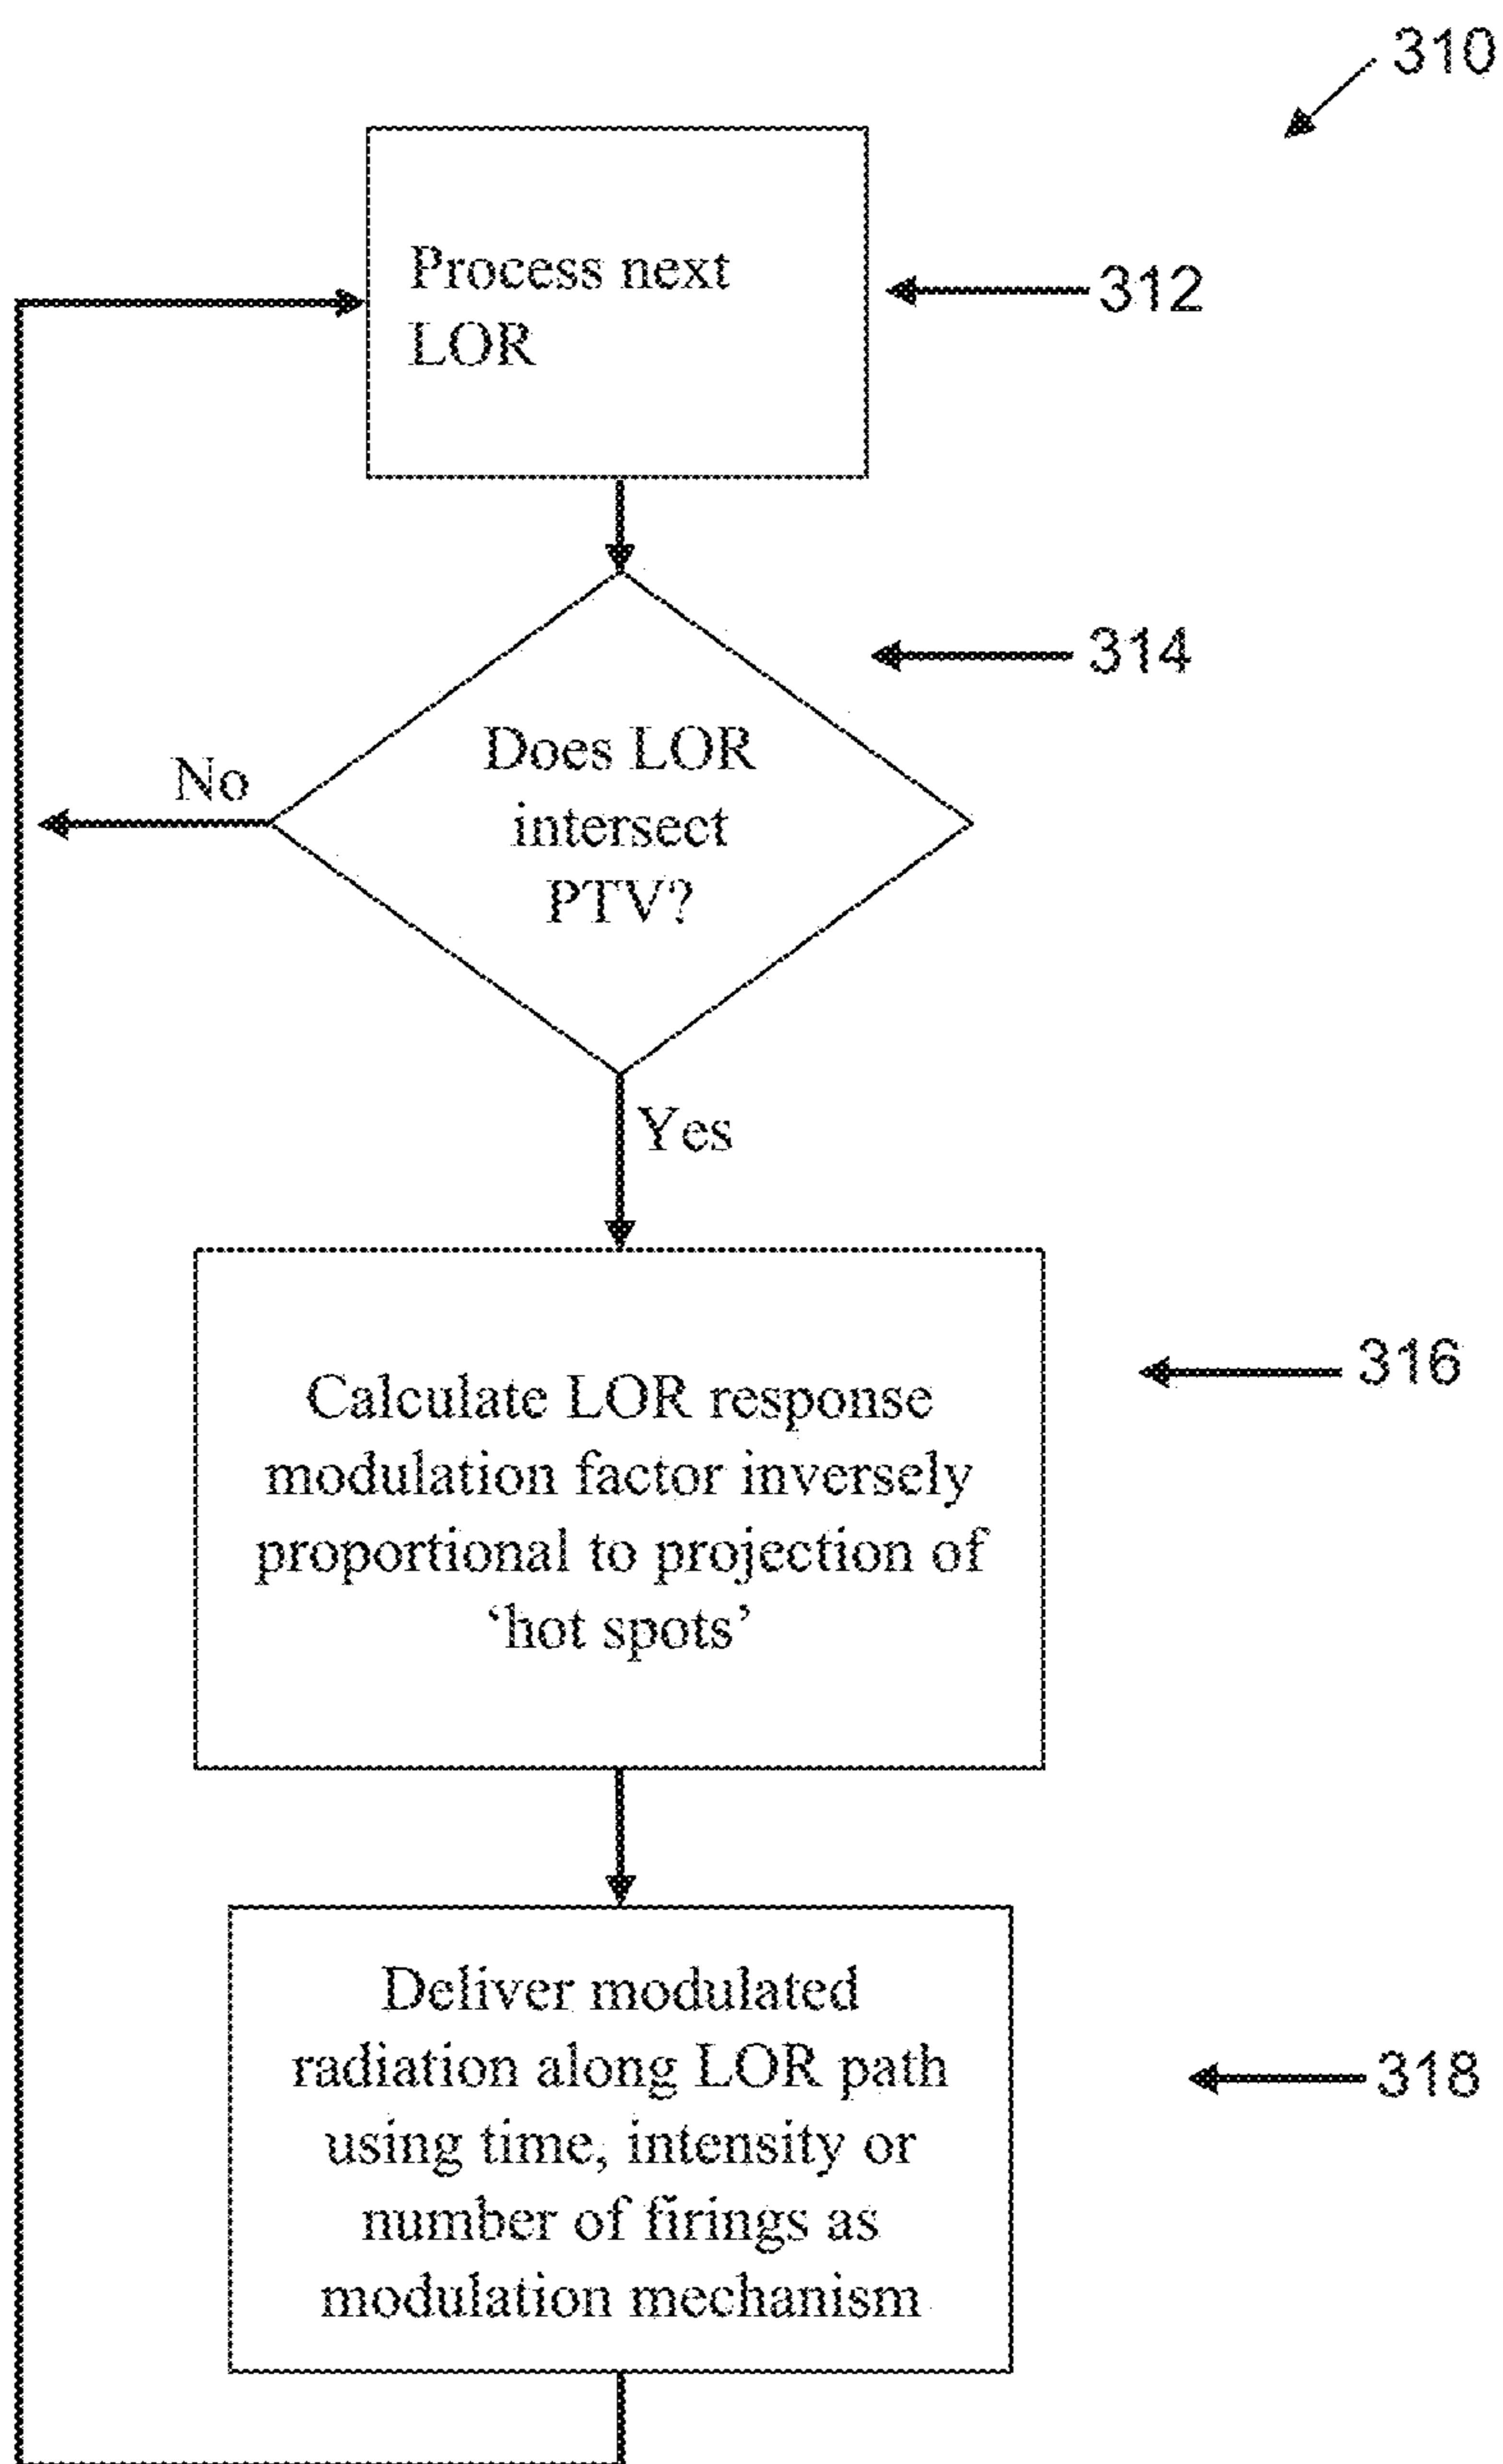 310
Process next
LOR
312
314
Does LOR
intersect
PTV?
No
Yes
316
Calculate LOR response
modulation factor inversely
proportional to projection of
‘hot spots’
Deliver modulated
radiation along LOR path
using time, intensity or
number of firings as
modulation mechanism
318